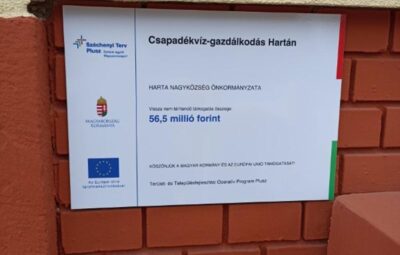 Széchenyi Terv
Plusz
Csapadékvíz-gazdálkodás Hartán
HARTA NAGYKÖZSÉG ÖNKORMÁNYZATA
Vissza nem térítendő támogatás összege:
56,5 millió forint
MAGYARORSZÁG
KORMÁNYA
KÖSZÖNJÜK A MAGYAR KORMÁNY ÉS AZ EURÓPAI UNIÓ TÁMOGATÁSÁT!
Az Európai Unió
társfinanszírozásával
Terület- és Településfejlesztési Operatív Program Plusz